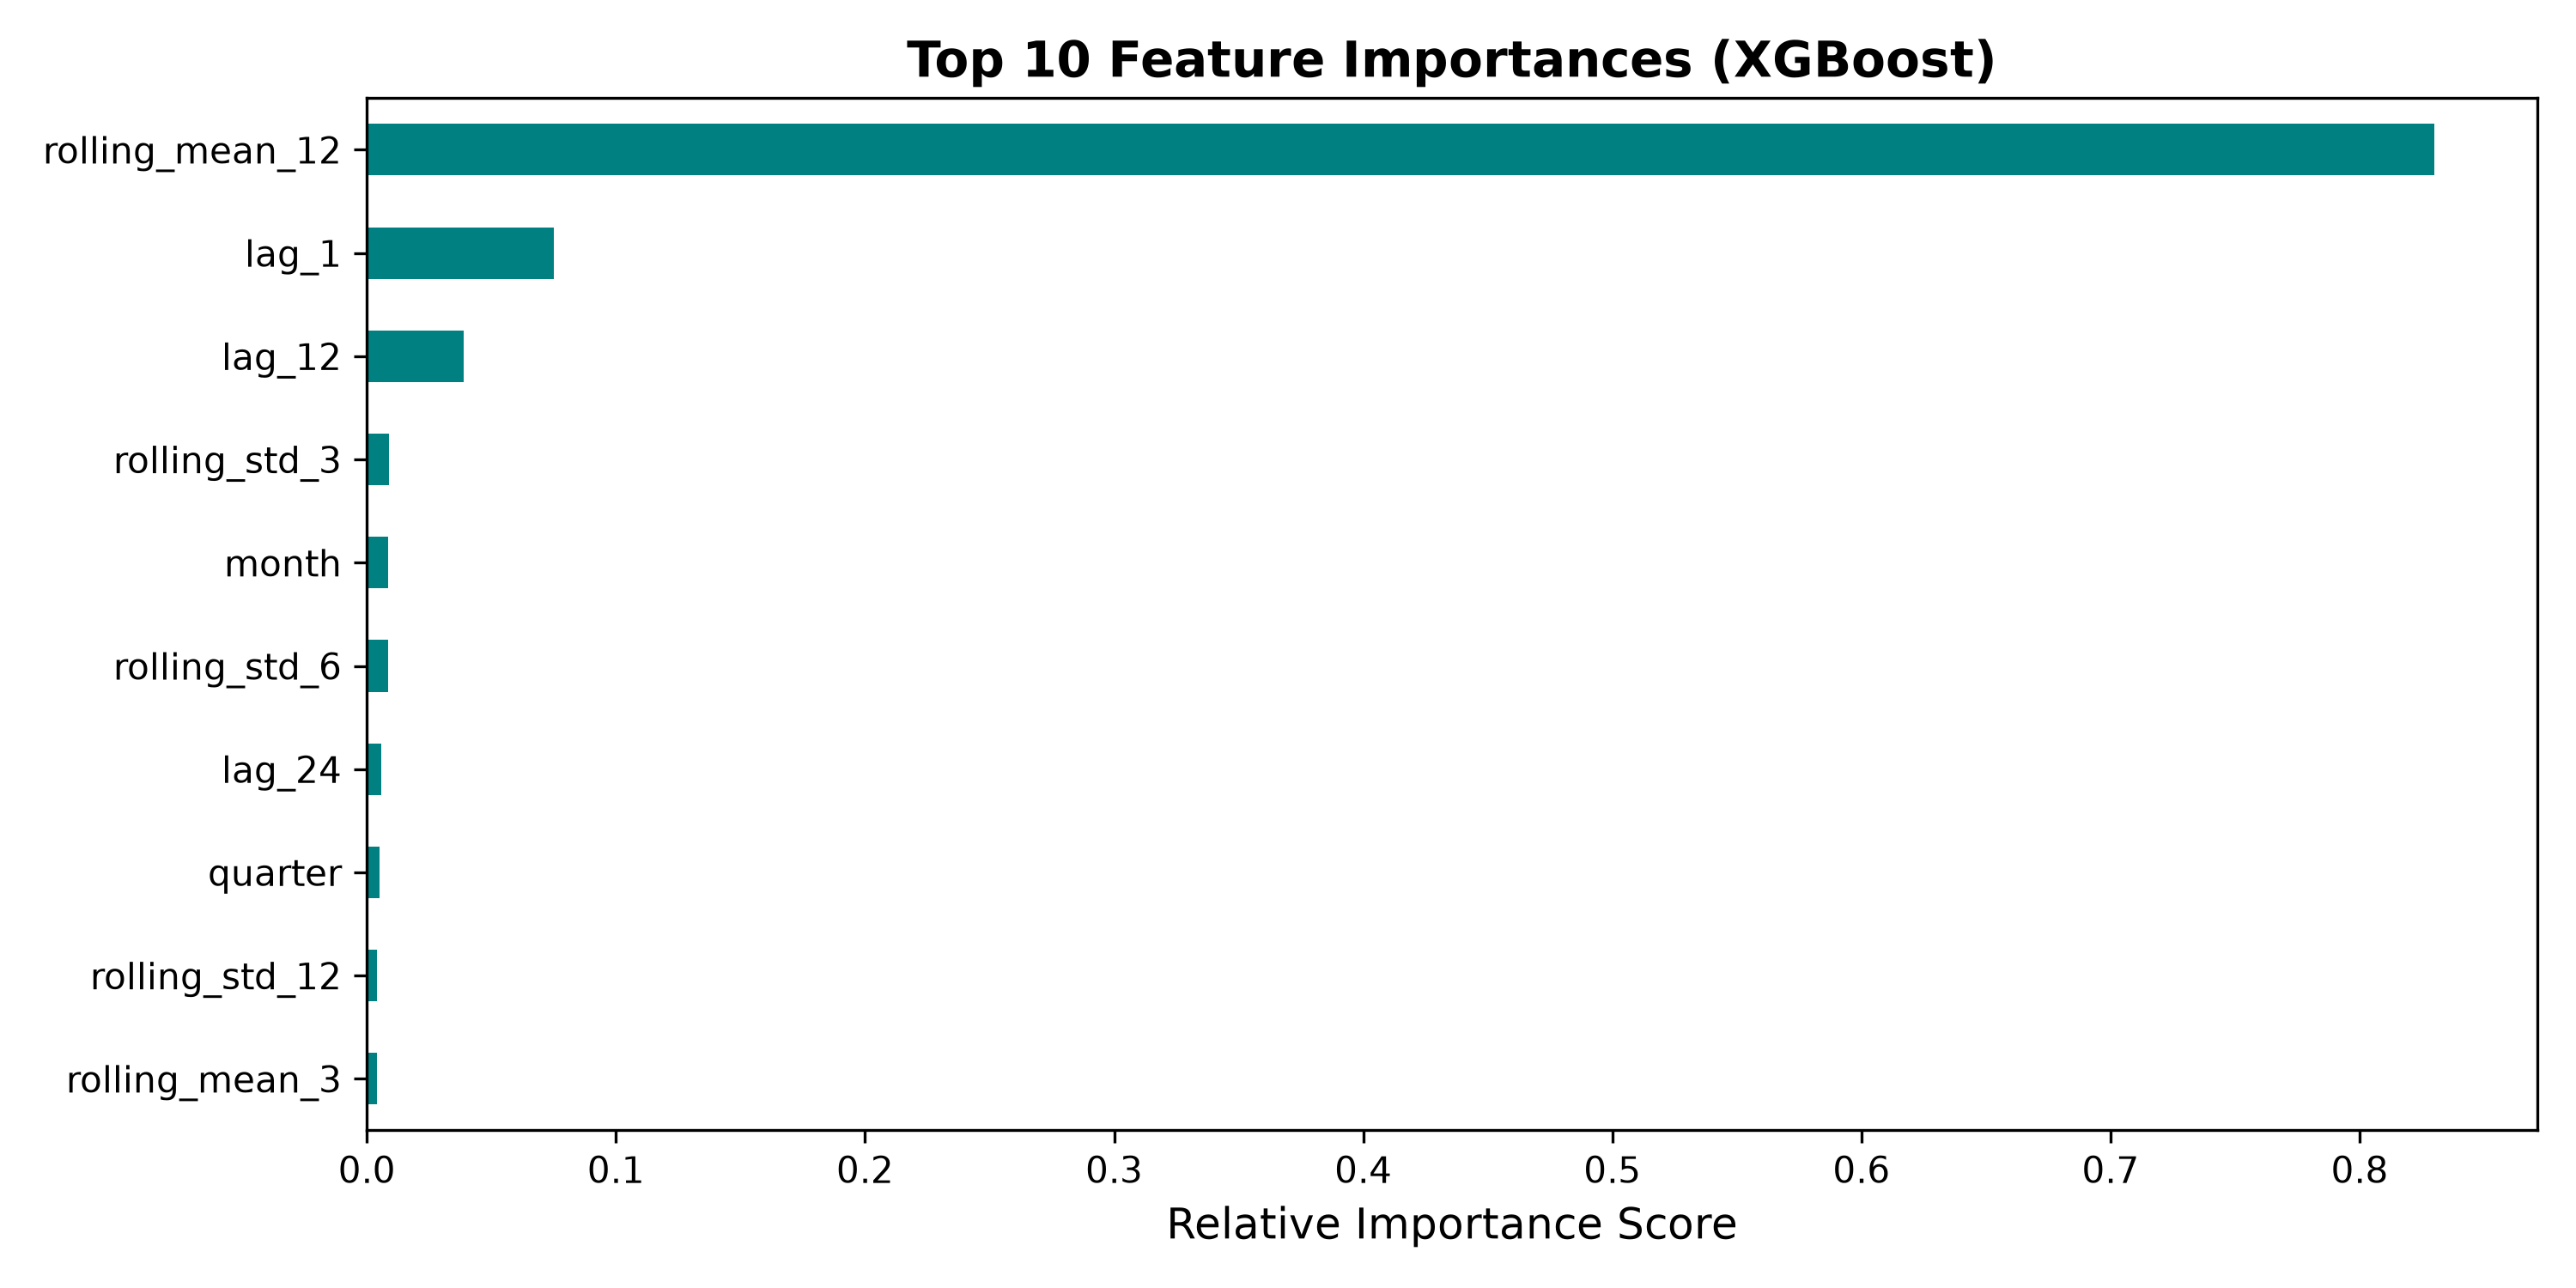 Top 10 Feature Importances (XGBoost)
rolling_mean_12
lag_1
lag_12
rolling_std_3
month
rolling_std_6
lag_24
quarter
rolling_std_12
rolling_mean_3
0.0 0.1 0.2 0.3 0.4 0.5 0.6 0.7 0.8
Relative Importance Score